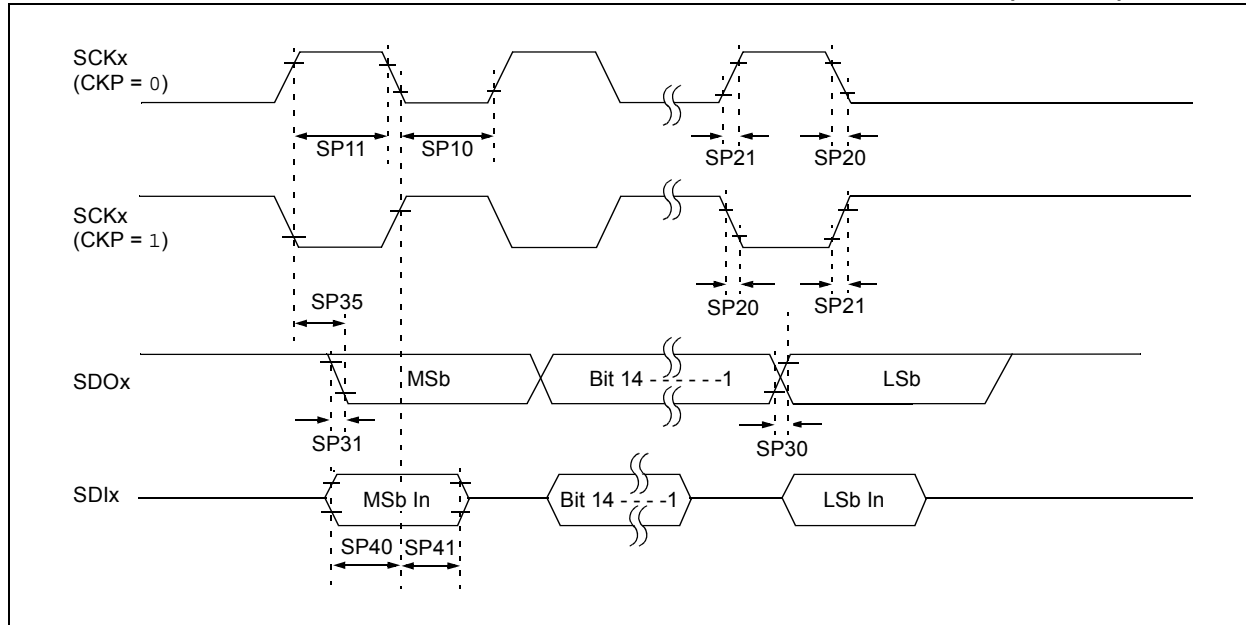 SCKx
(CKP = 0)
SP11
SP10
SP21
SP20
SCKx
(CKP = 1)
SP35
SP20
SP21
SDOx
MSb
Bit 14 - - - - - - -1
LSb
SP31
SP30
SDIx
MSb In
Bit 14 - - - - -1
LSb In
SP40
SP41